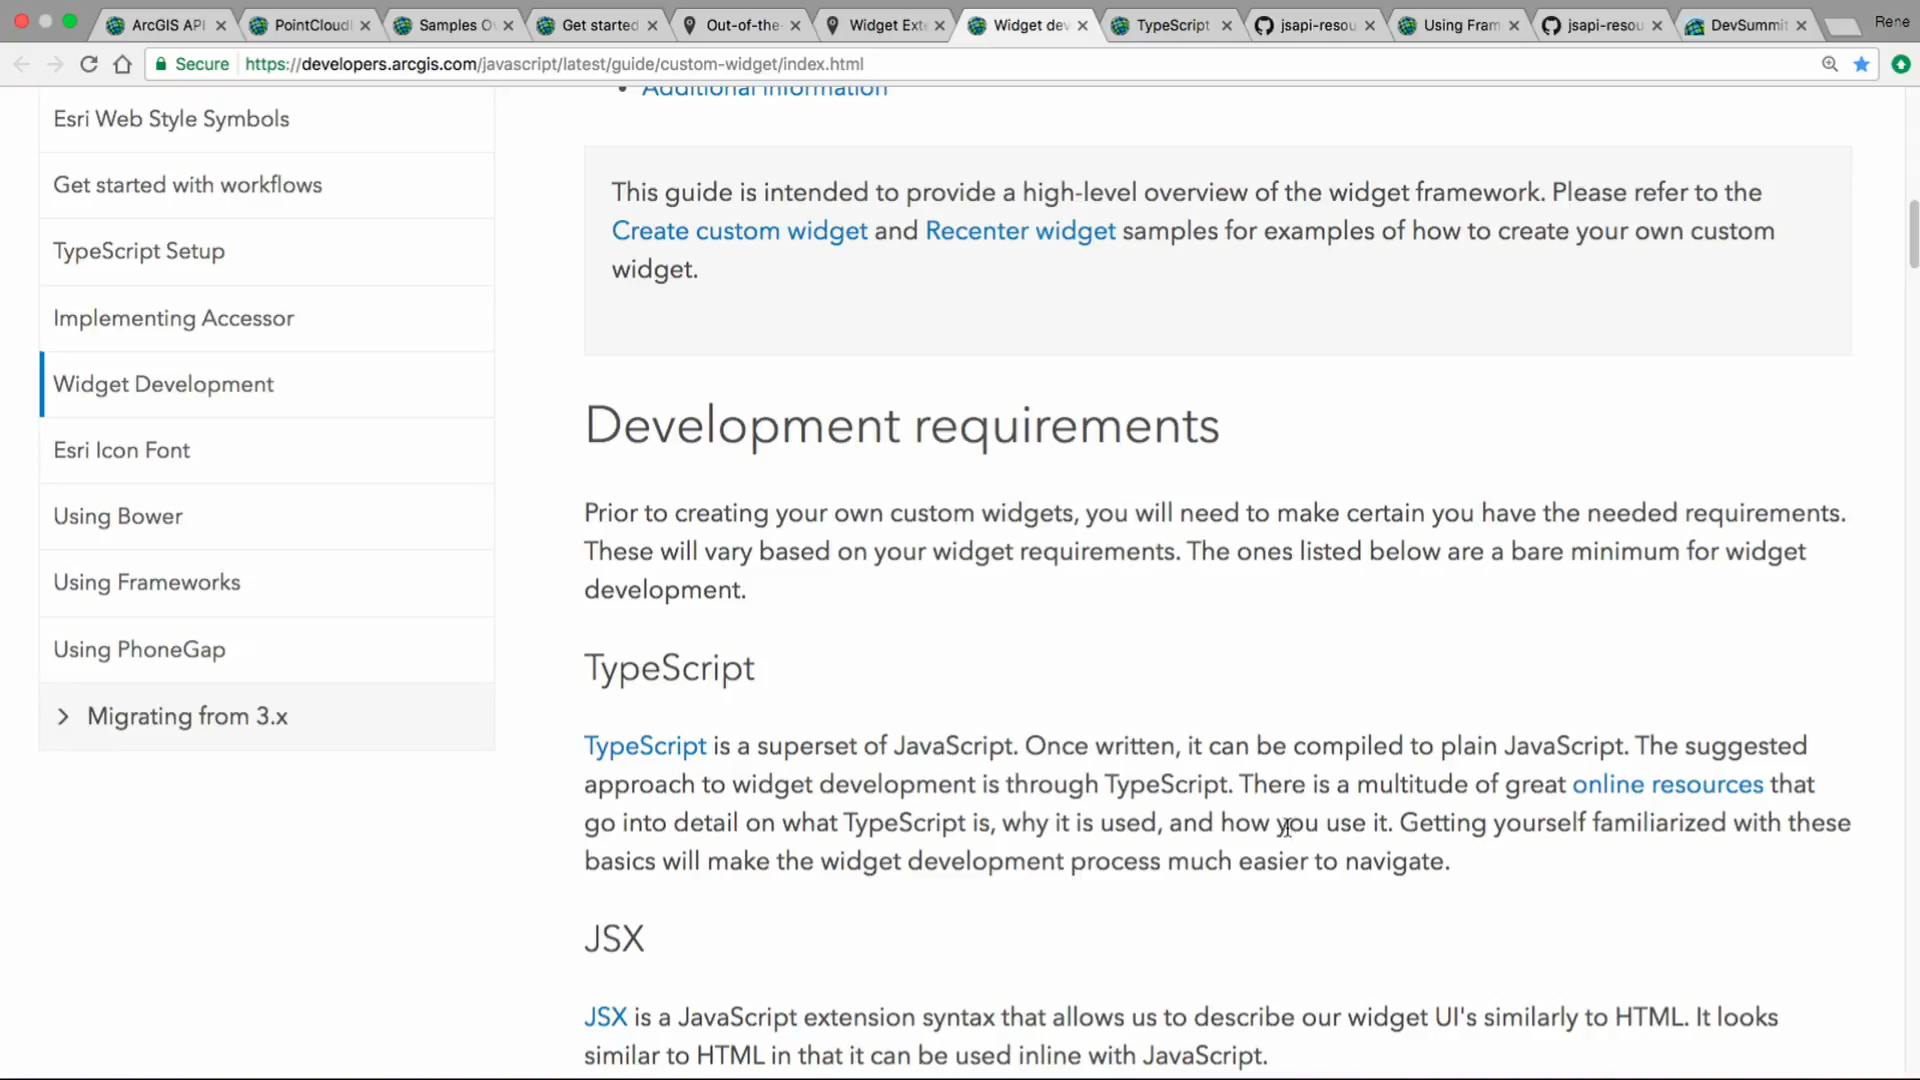 ArcGIS API
PointCloudl
Samples O
Get started
Out-of-the-
Widget Ext
Widget dev
TypeScript
jsapi-resou
Using Fram
jsapi-resou
DevSummit
Rene
Secure
https://developers.arcgis.com/javascript/latest/guide/custom-widget/index.html
Esri Web Style Symbols
Get started with workflows
TypeScript Setup
Implementing Accessor
Widget Development
Esri Icon Font
Using Bower
Using Frameworks
Using PhoneGap
Migrating from 3.x
• Additional information
This guide is intended to provide a high-level overview of the widget framework. Please refer to the
Create custom widget and Recenter widget samples for examples of how to create your own custom
widget.
Development requirements
Prior to creating your own custom widgets, you will need to make certain you have the needed requirements.
These will vary based on your widget requirements. The ones listed below are a bare minimum for widget
development.
TypeScript
TypeScript is a superset of JavaScript. Once written, it can be compiled to plain JavaScript. The suggested
approach to widget development is through TypeScript. There is a multitude of great online resources that
go into detail on what TypeScript is, why it is used, and how you use it. Getting yourself familiarized with these
basics will make the widget development process much easier to navigate.
JSX
JSX is a JavaScript extension syntax that allows us to describe our widget UI's similarly to HTML. It looks
similar to HTML in that it can be used inline with JavaScript.